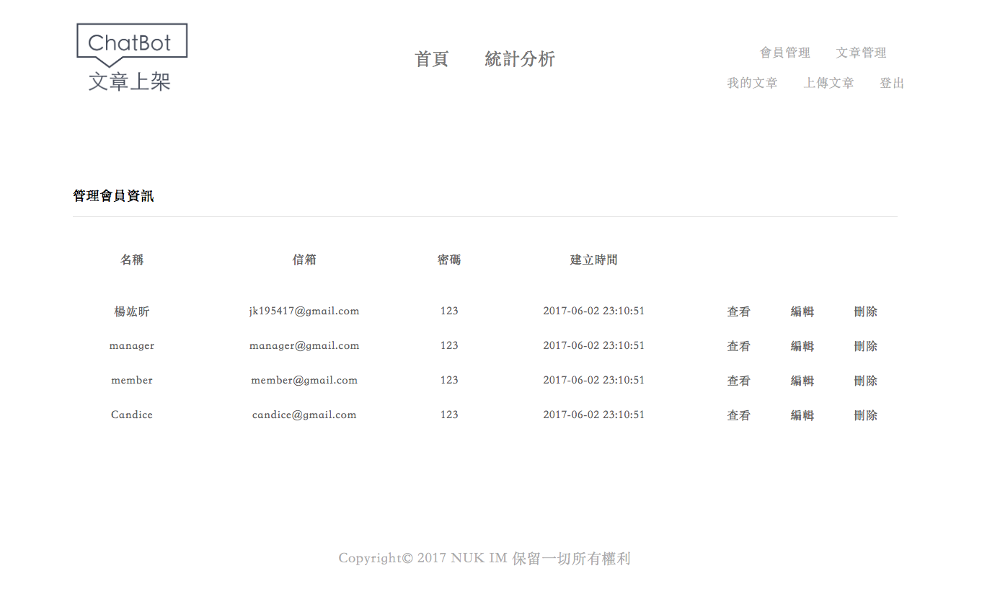 ChatBot
文章上架
首頁 統計分析
會員管理 文章管理
我的文章 上傳文章 登出
管理會員資訊
名稱 信箱 密碼 建立時間
楊竑昕 jk195417@gmail.com 123 2017-06-02 23:10:51 查看 編輯 刪除
manager manager@gmail.com 123 2017-06-02 23:10:51 查看 編輯 刪除
member member@gmail.com 123 2017-06-02 23:10:51 查看 編輯 刪除
Candice candice@gmail.com 123 2017-06-02 23:10:51 查看 編輯 刪除
Copyright© 2017 NUK IM 保留一切所有權利